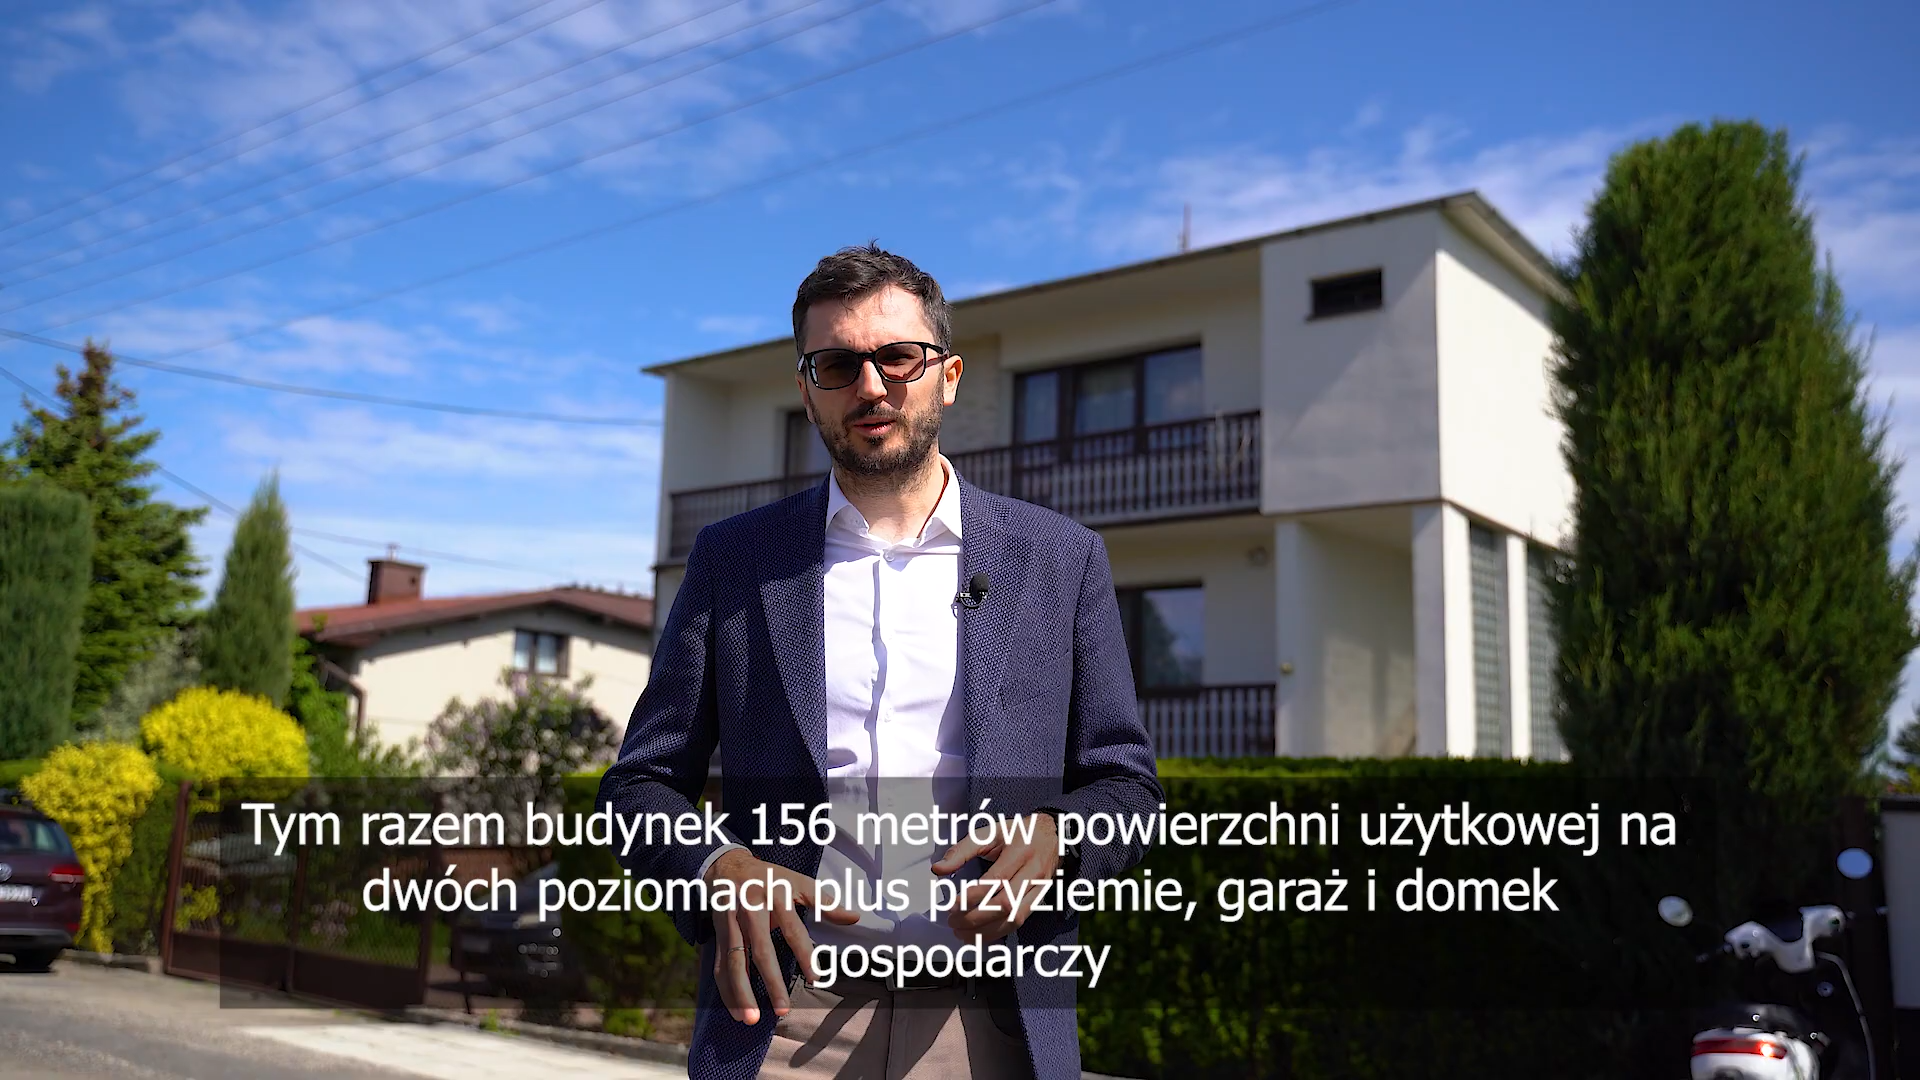 Tym razem budynek 156 metrów powierzchni użytkowej na
dwóch poziomach plus przyziemie, garaż i domek
gospodarczy